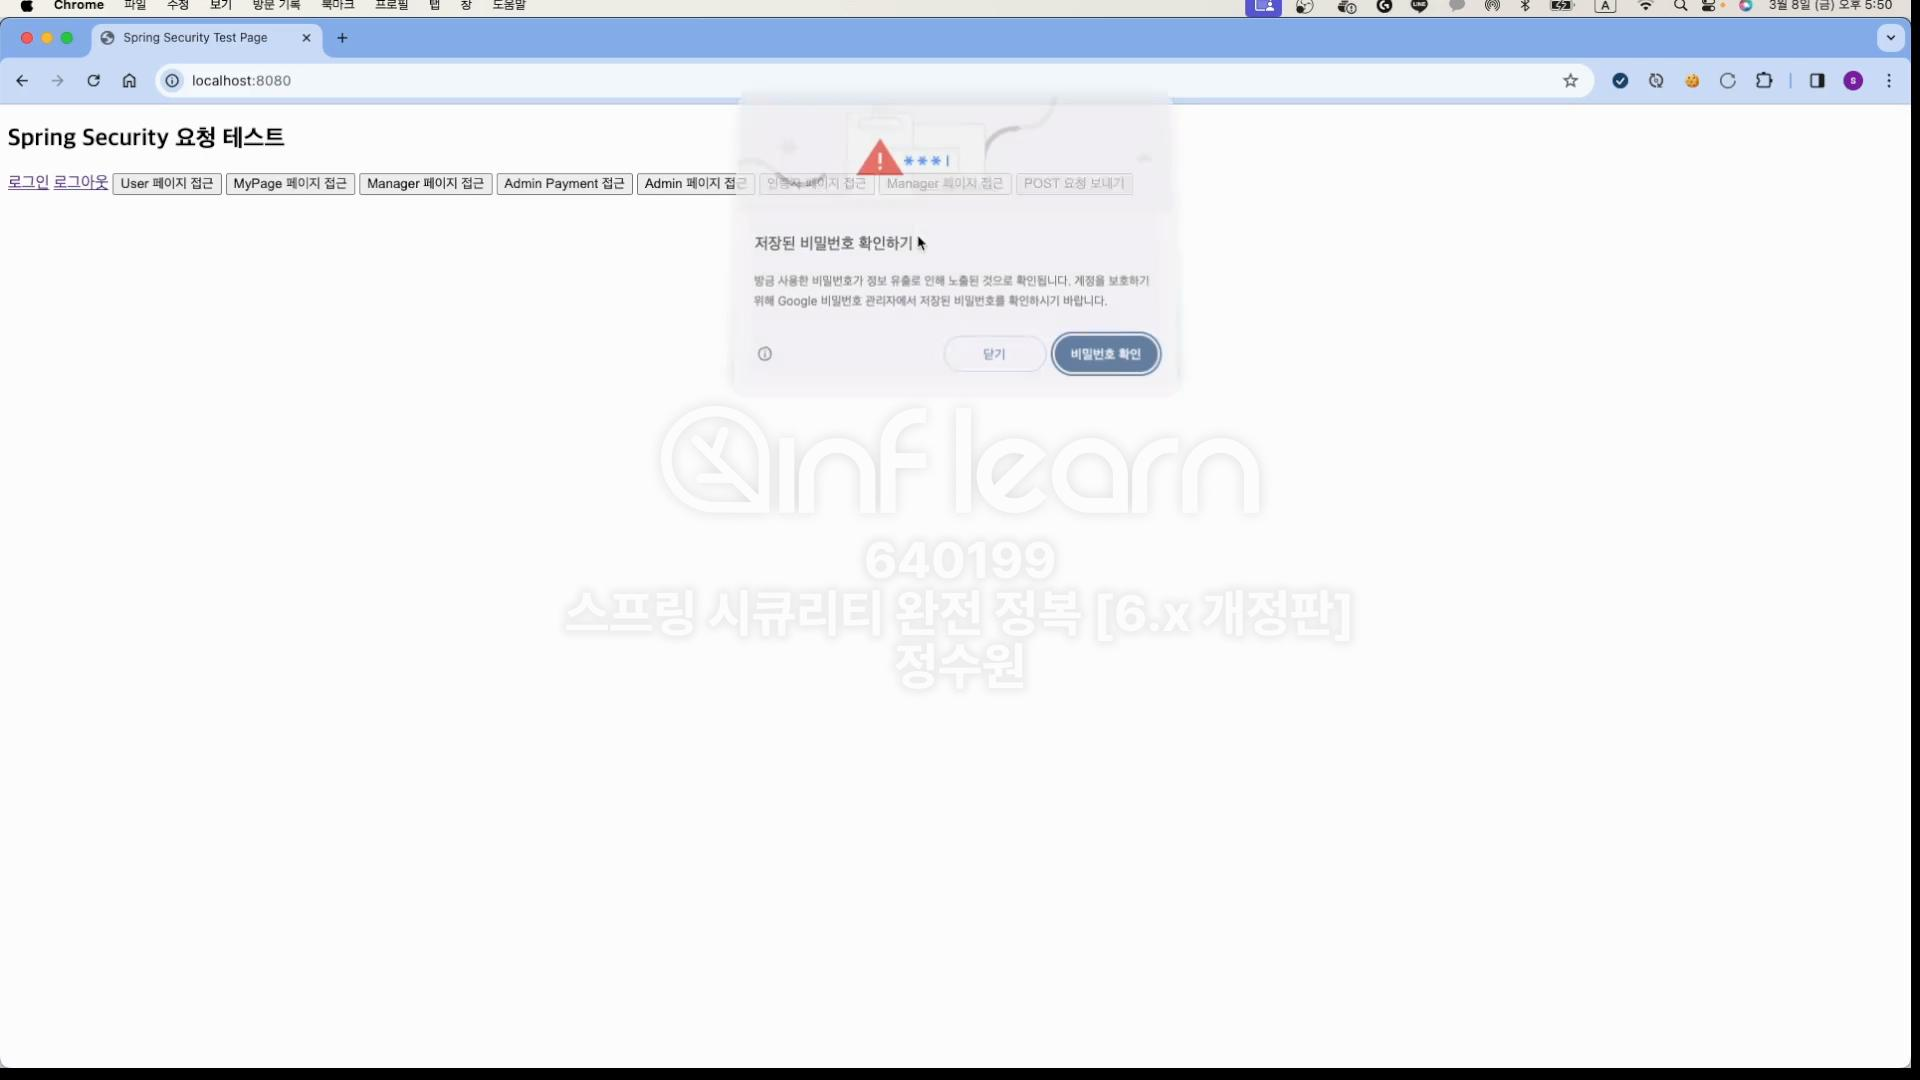 Chrome 파일 수정 보기 방문 기록 북마크 프로필 탭 창 도움말 LINE A 3월 8일 (금) 오후 5:50
Spring Security Test Page
localhost:8080
s
Spring Security 요청 테스트
로그인 로그아웃 User 페이지 접근 MyPage 페이지 접근 Manager 페이지 접근 Admin Payment 페이지 접근 Admin 페이지 접근 인증자 페이지 접근 Manager 페이지 접근 POST 요청 보내기
저장된 비밀번호 확인하기
방금 사용한 비밀번호가 정보 유출로 인해 노출된 것으로 확인됩니다. 계정을 보호하기
위해 Google 비밀번호 관리자에서 저장된 비밀번호를 확인하시기 바랍니다.
닫기 비밀번호 확인
inflearn
640199
스프링 시큐리티 완전 정복 [6.x 개정판]
정수원